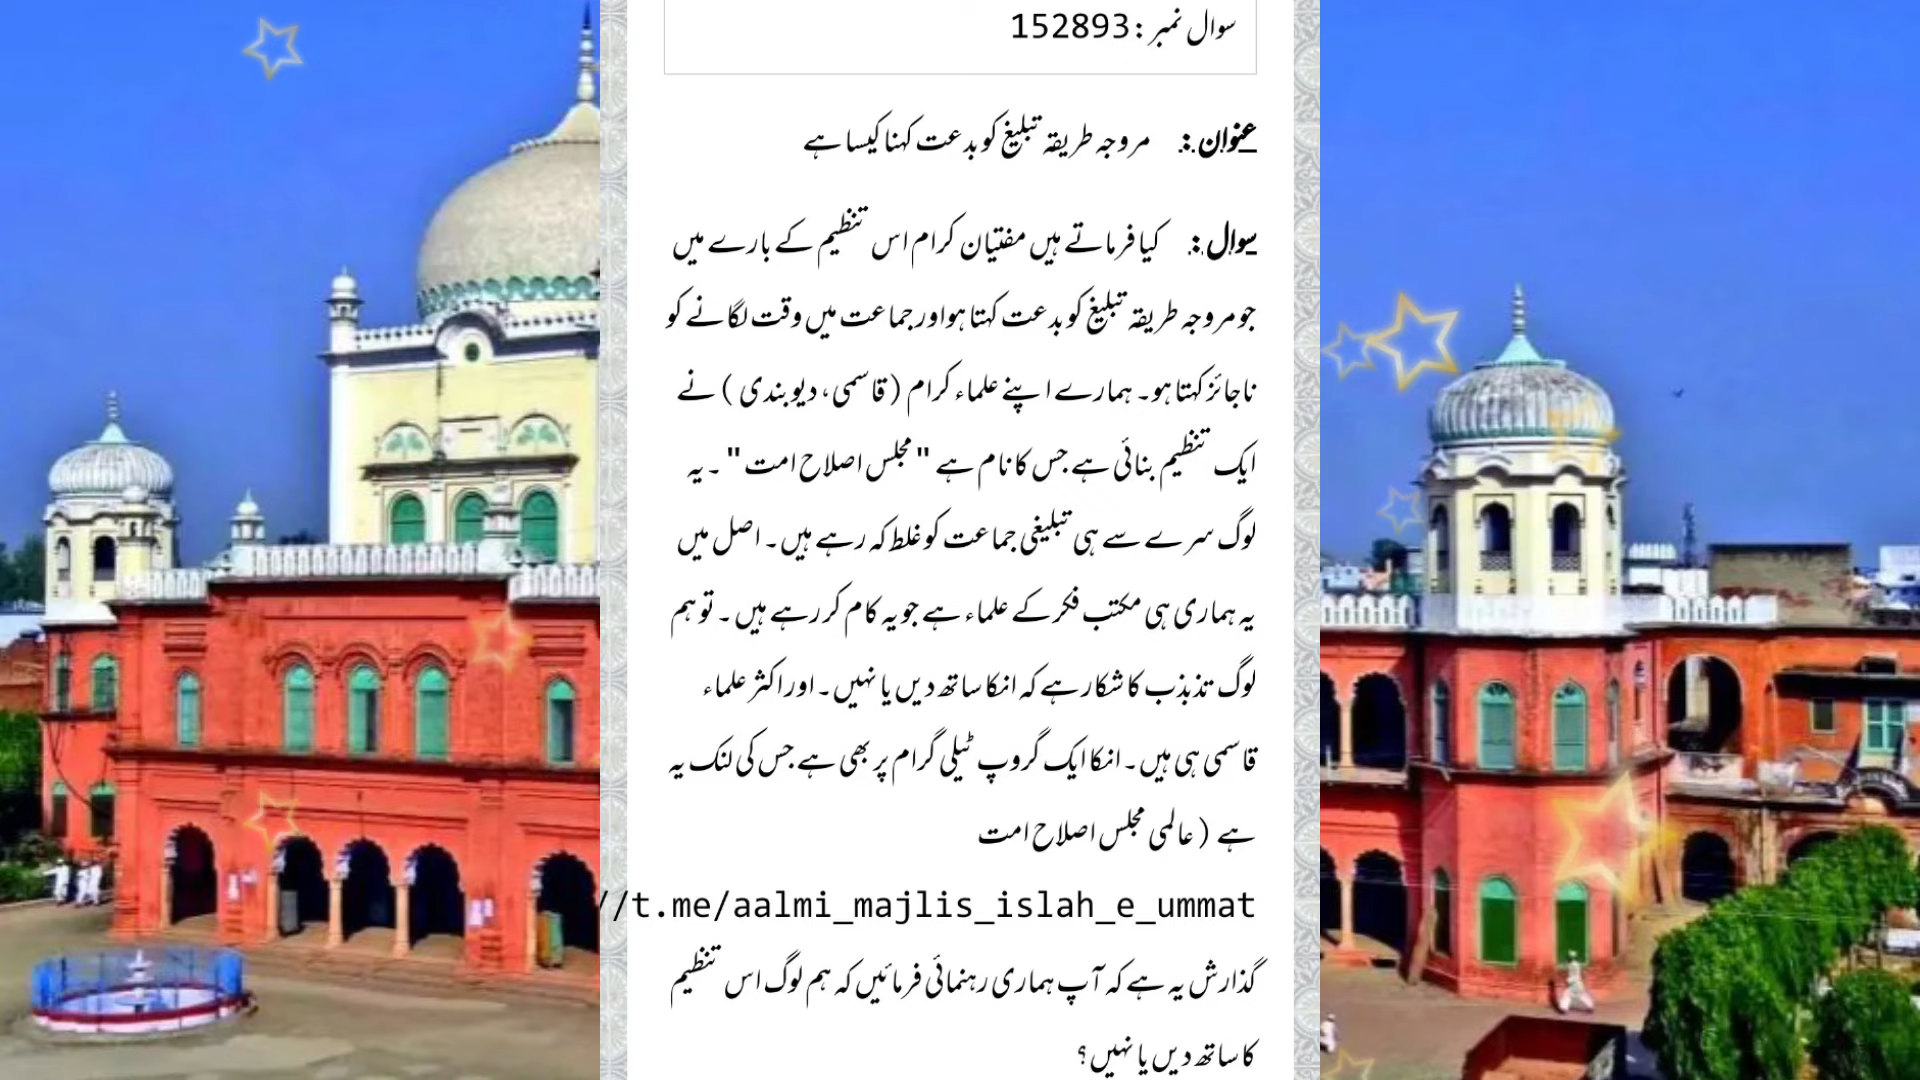 سوال نمبر : 152893
عنوان : مروجہ طریقۂ تبلیغ کو بدعت کہنا کیسا ہے
سوال : کیا فرماتے ہیں مفتیان کرام اس تنظیم کے بارے میں
جو مروجہ طریقۂ تبلیغ کو بدعت کہتا ہو اور جماعت میں وقت لگانے کو
ناجائز کہتا ہو۔ ہمارے اپنے علماء کرام ( قاسمی، دیوبندی ) نے
ایک تنظیم بنائی ہے جس کا نام ہے " مجلس اصلاح امت " ۔ یہ
لوگ سرے سے ہی تبلیغی جماعت کو غلط کہ رہے ہیں۔ اصل میں
یہ ہماری ہی مکتب فکر کے علماء ہے جو یہ کام کر رہے ہیں ۔ تو ہم
لوگ تذبذب کا شکار ہے کہ انکا ساتھ دیں یا نہیں۔ اور اکثر علماء
قاسمی ہی ہیں۔ انکا ایک گروپ ٹیلی گرام پر بھی ہے جس کی لنک یہ
ہے ( عالمی مجلس اصلاح امت
//t.me/aalmi_majlis_islah_e_ummat
گذارش یہ ہے کہ آپ ہماری رہنمائی فرمائیں کہ ہم لوگ اس تنظیم
کا ساتھ دیں یا نہیں؟